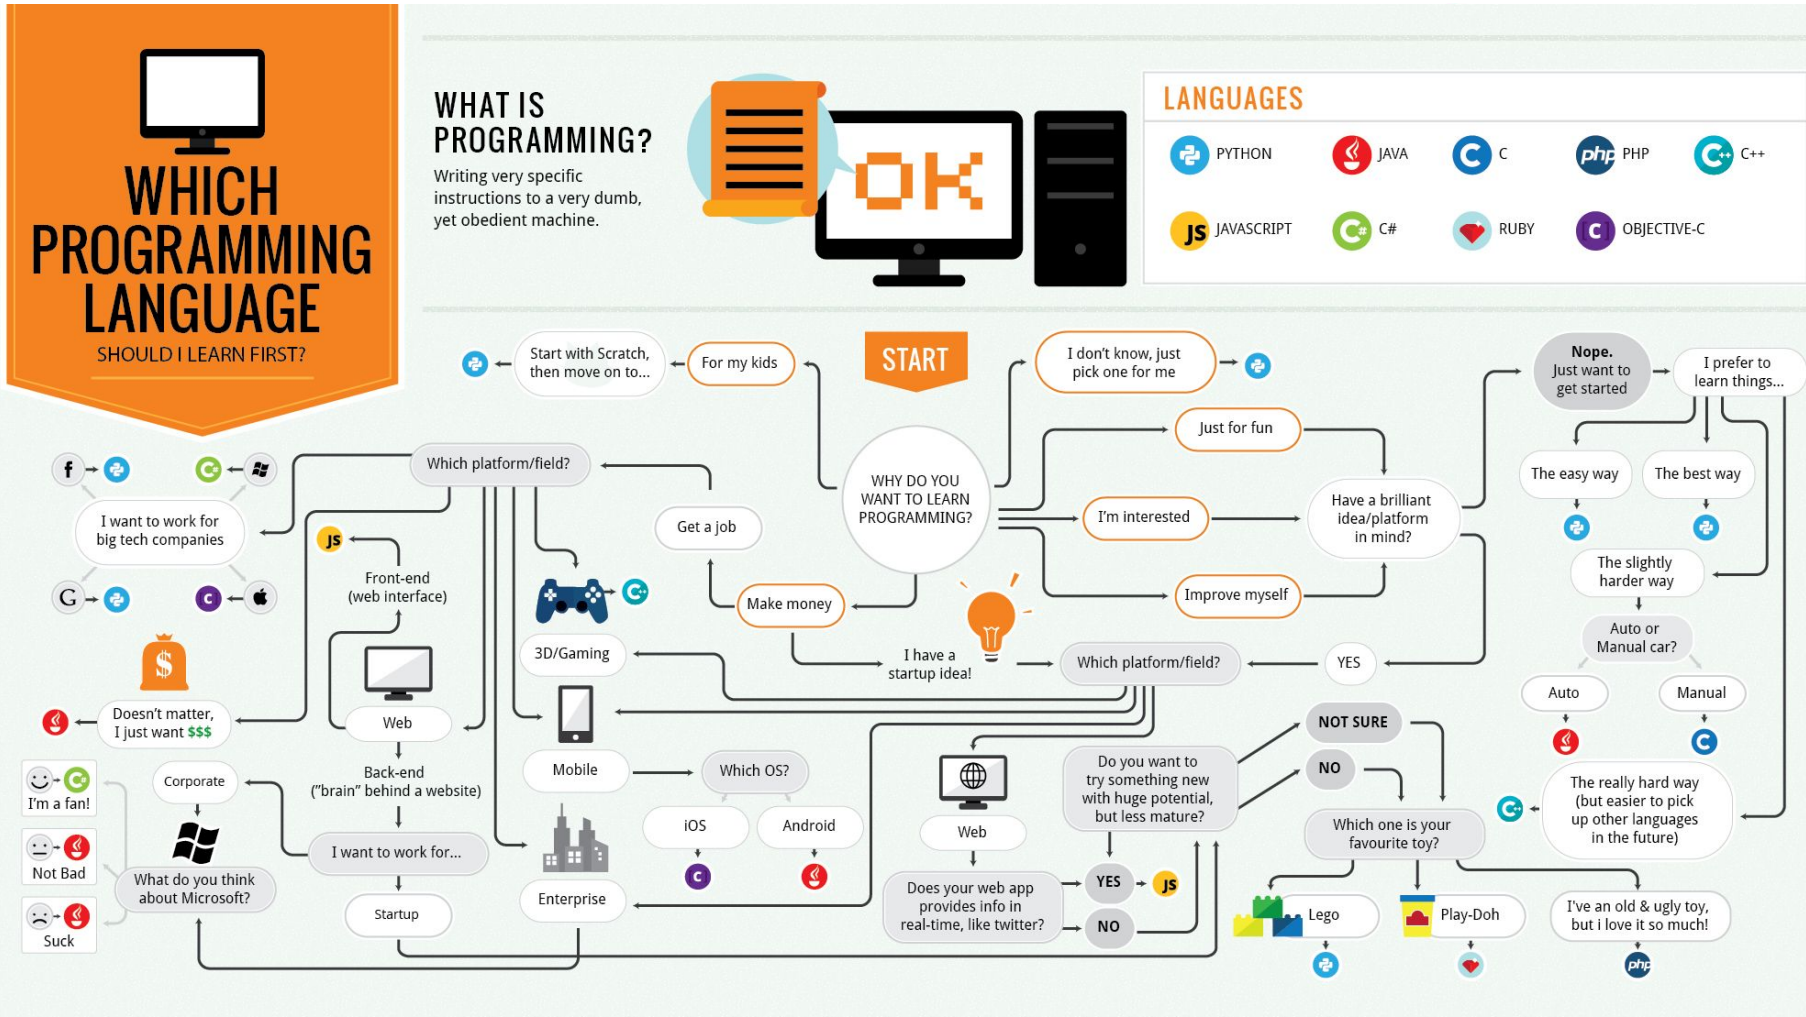 WHICH
PROGRAMMING
LANGUAGE
SHOULD I LEARN FIRST?
WHAT IS
PROGRAMMING?
Writing very specific
instructions to a very dumb,
yet obedient machine.
OK
LANGUAGES
PYTHON
JAVA
C
C
php PHP
C++ C++
JS JAVASCRIPT
C# C#
RUBY
[C] OBJECTIVE-C
START
For my kids
Start with Scratch,
then move on to...
I don't know, just
pick one for me
Just for fun
WHY DO YOU
WANT TO LEARN
PROGRAMMING?
I'm interested
Improve myself
Have a brilliant
idea/platform
in mind?
Nope.
Just want to
get started
I prefer to
learn things...
The easy way
The best way
The slightly
harder way
Auto or
Manual car?
Auto
Manual
C
The really hard way
(but easier to pick
up other languages
in the future)
C++
YES
Which platform/field?
I have a
startup idea!
Make money
Get a job
Which platform/field?
f
C#
I want to work for
big tech companies
G
[C]
JS
Front-end
(web interface)
$
Doesn't matter,
I just want $$$
Web
Back-end
("brain" behind a website)
I want to work for...
Corporate
Startup
What do you think
about Microsoft?
C#
I'm a fan!
Not Bad
Suck
C++
3D/Gaming
Mobile
Which OS?
iOS
Android
[C]
Enterprise
Web
Does your web app
provides info in
real-time, like twitter?
YES
JS
NO
Do you want to
try something new
with huge potential,
but less mature?
NOT SURE
NO
Which one is your
favourite toy?
Lego
Play-Doh
I've an old & ugly toy,
but i love it so much!
php